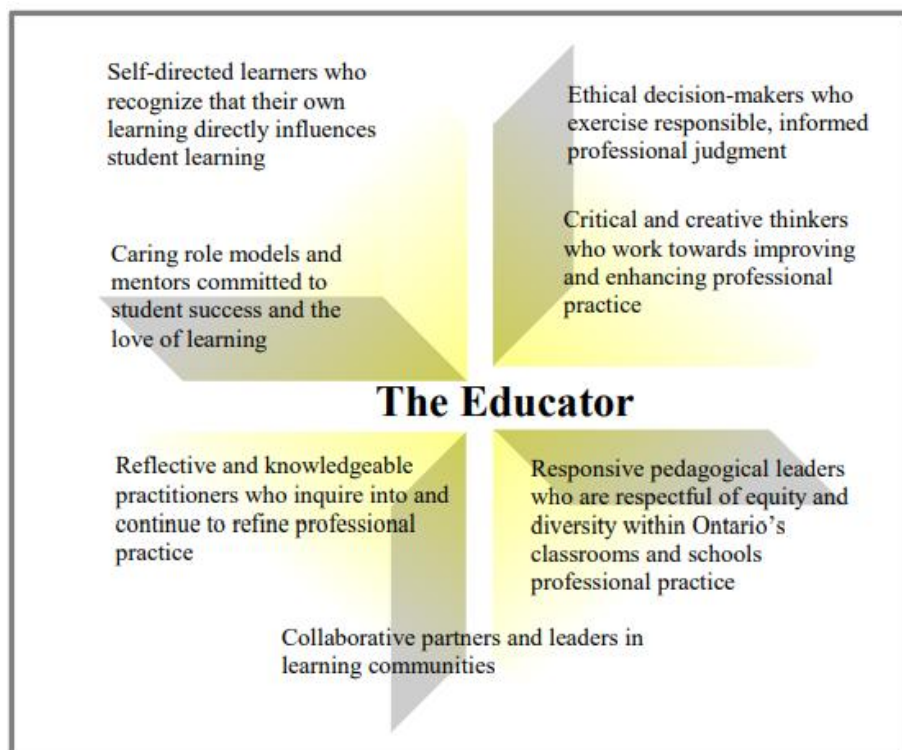 Self-directed learners who
recognize that their own
learning directly influences
student learning
Ethical decision-makers who
exercise responsible, informed
professional judgment
Caring role models and
mentors committed to
student success and the
love of learning
Critical and creative thinkers
who work towards improving
and enhancing professional
practice
The Educator
Reflective and knowledgeable
practitioners who inquire into and
continue to refine professional
practice
Responsive pedagogical leaders
who are respectful of equity and
diversity within Ontario’s
classrooms and schools
professional practice
Collaborative partners and leaders in
learning communities